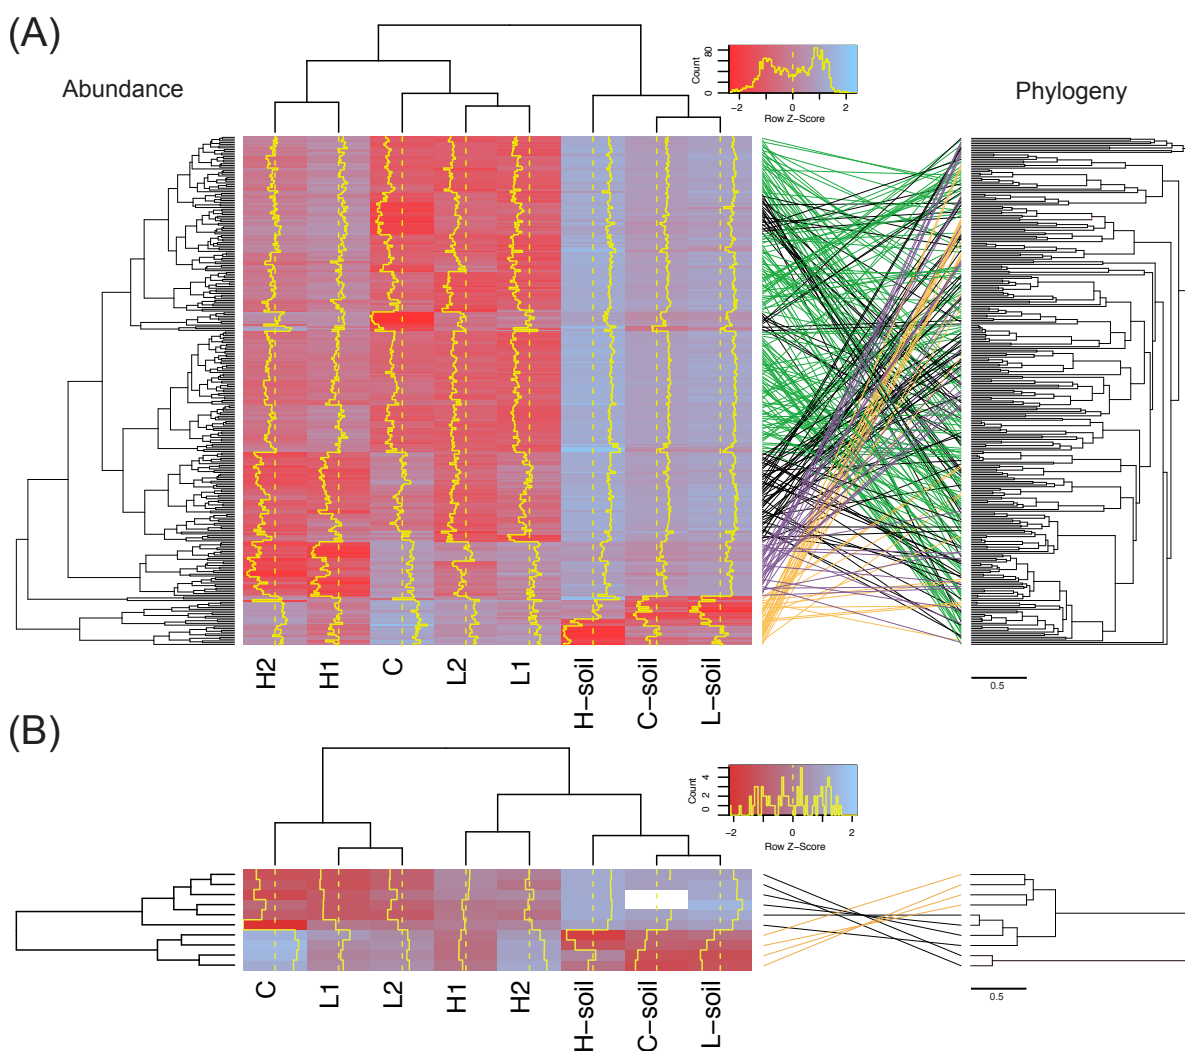 (A)
Abundance
Phylogeny
Count
0
80
−2
0
2
Row Z−Score
H2
H1
C
L2
L1
H−soil
C−soil
L−soil
0.5
(B)
Count
0
2
4
−2
0
2
Row Z−Score
C
L1
L2
H1
H2
H−soil
C−soil
L−soil
0.5